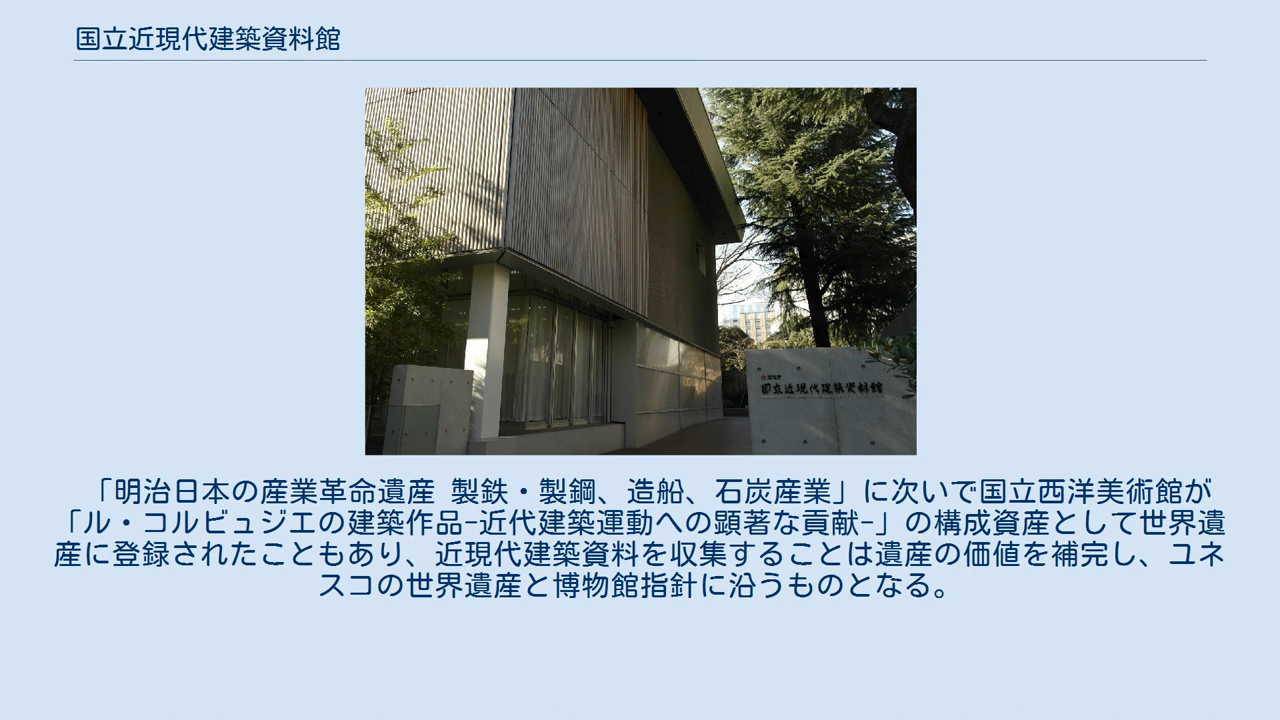 国立近現代建築資料館
文化庁
国立近現代建築資料館
「明治日本の産業革命遺産 製鉄・製鋼、造船、石炭産業」に次いで国立西洋美術館が
「ル・コルビュジエの建築作品-近代建築運動への顕著な貢献-」の構成資産として世界遺
産に登録されたこともあり、近現代建築資料を収集することは遺産の価値を補完し、ユネ
スコの世界遺産と博物館指針に沿うものとなる。